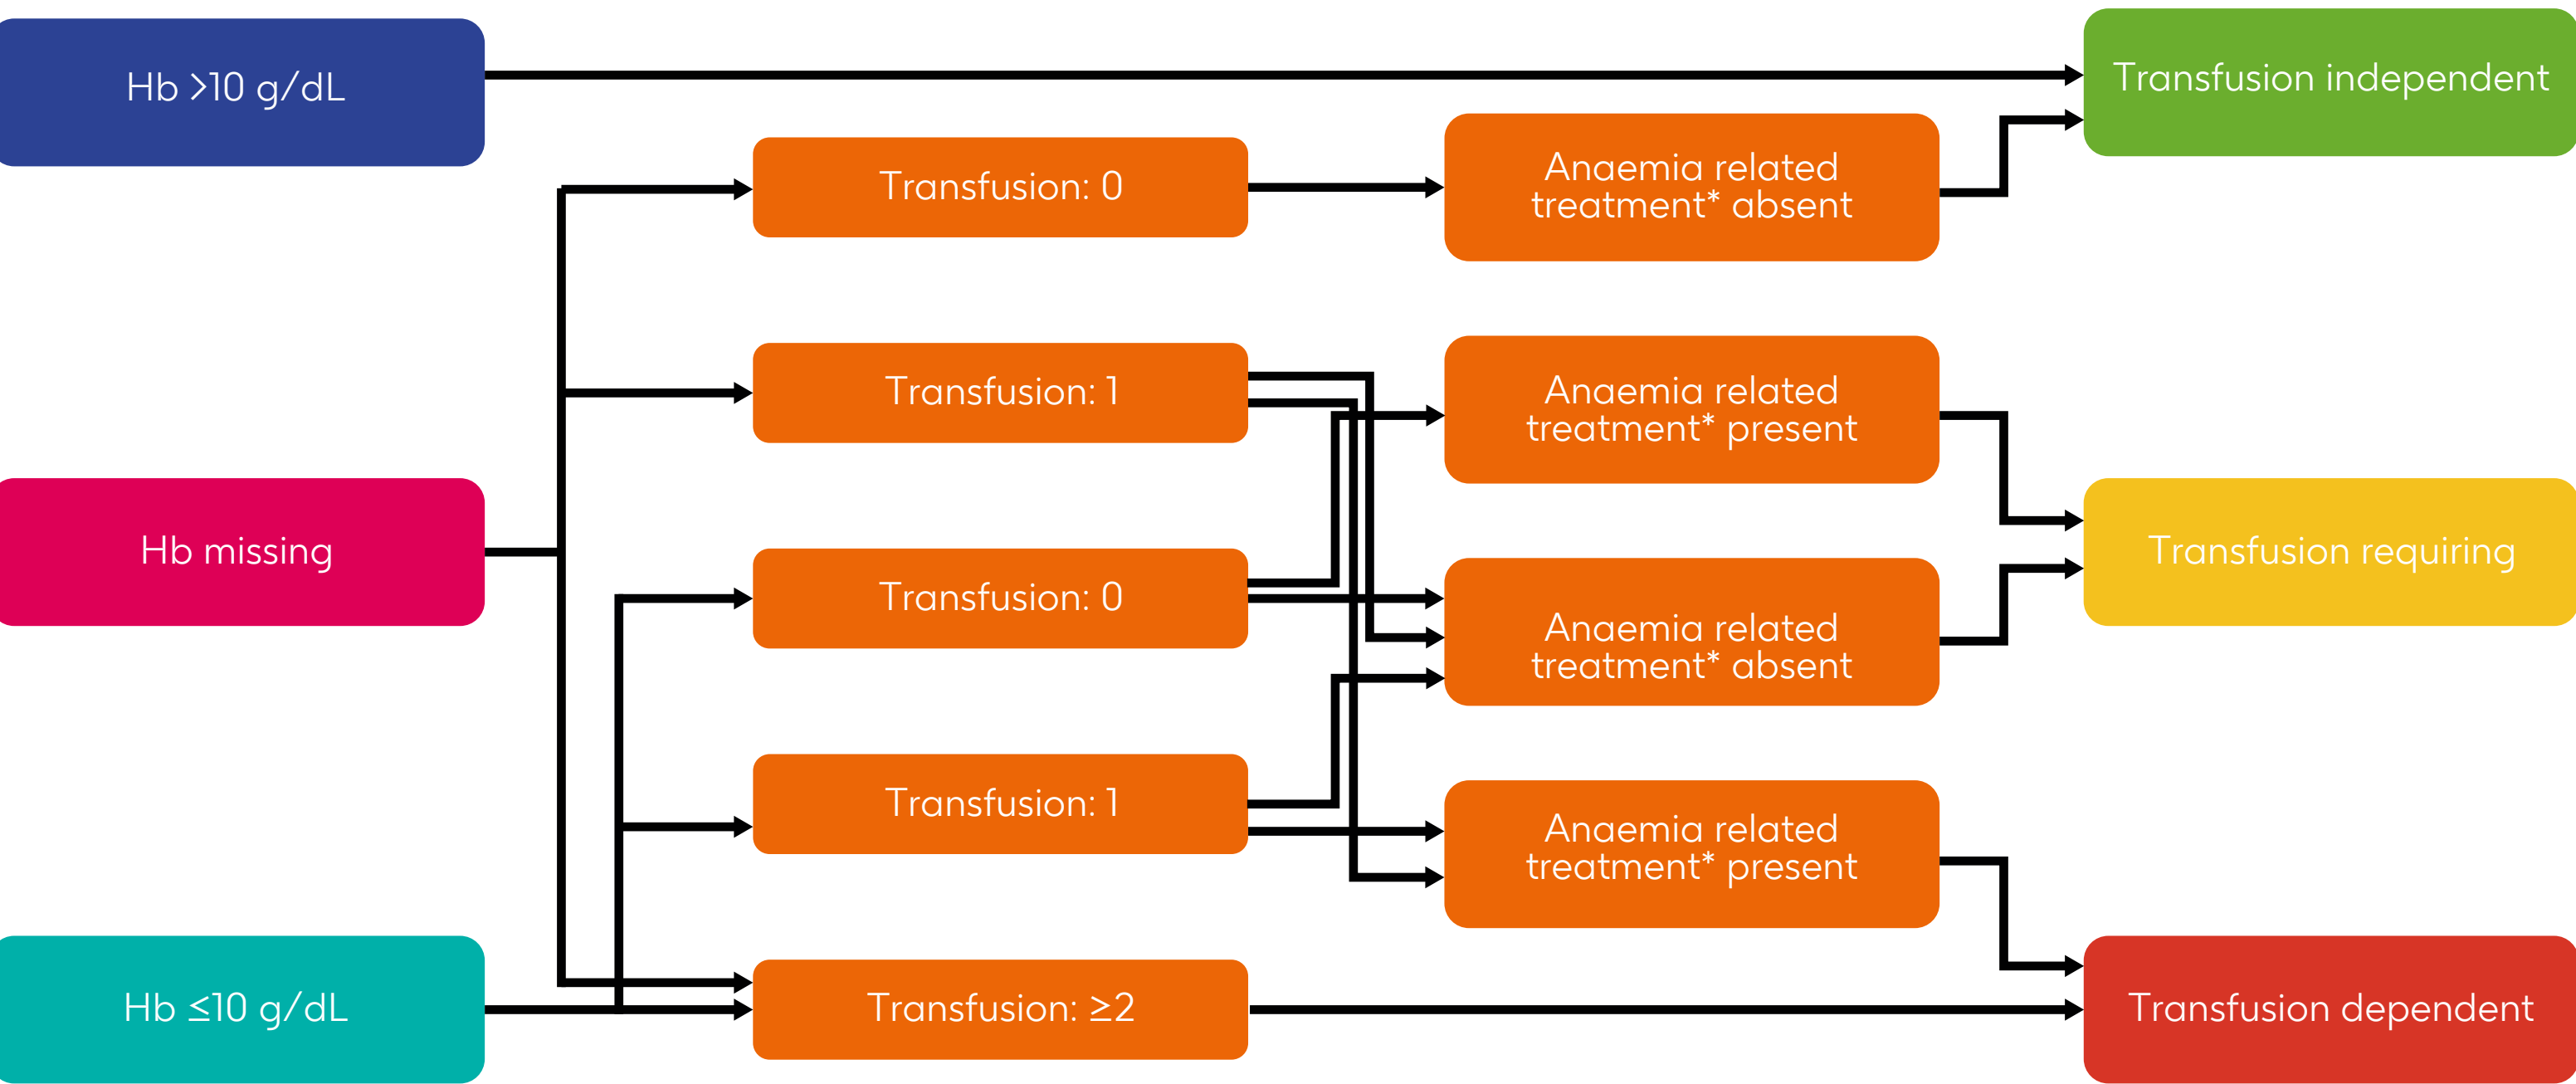 Hb >10 g/dL
Hb missing
Hb ≤10 g/dL
Transfusion: 0
Transfusion: 1
Transfusion: 0
Transfusion: 1
Transfusion: ≥2
Anaemia related
treatment* absent
Anaemia related
treatment* present
Anaemia related
treatment* absent
Anaemia related
treatment* present
Transfusion independent
Transfusion requiring
Transfusion dependent